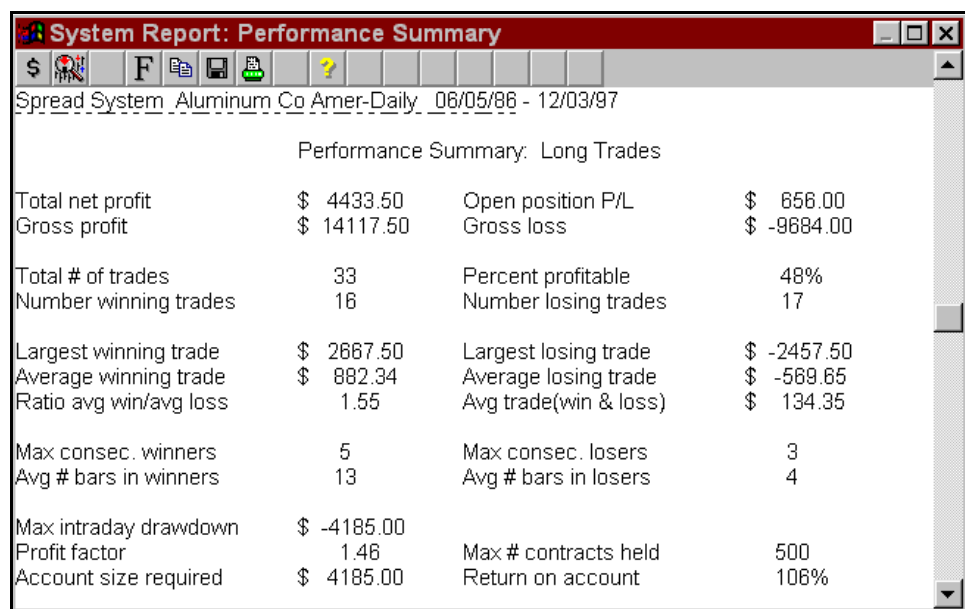 System Report: Performance Summary
$ F ?
Spread System Aluminum Co Amer-Daily 06/05/86 - 12/03/97
Performance Summary: Long Trades
Total net profit $ 4433.50 Open position P/L $ 656.00
Gross profit $ 14117.50 Gross loss $ -9684.00
Total # of trades 33 Percent profitable 48%
Number winning trades 16 Number losing trades 17
Largest winning trade $ 2667.50 Largest losing trade $ -2457.50
Average winning trade $ 882.34 Average losing trade $ -569.65
Ratio avg win/avg loss 1.55 Avg trade(win & loss) $ 134.35
Max consec. winners 5 Max consec. losers 3
Avg # bars in winners 13 Avg # bars in losers 4
Max intraday drawdown $ -4185.00
Profit factor 1.46 Max # contracts held 500
Account size required $ 4185.00 Return on account 106%